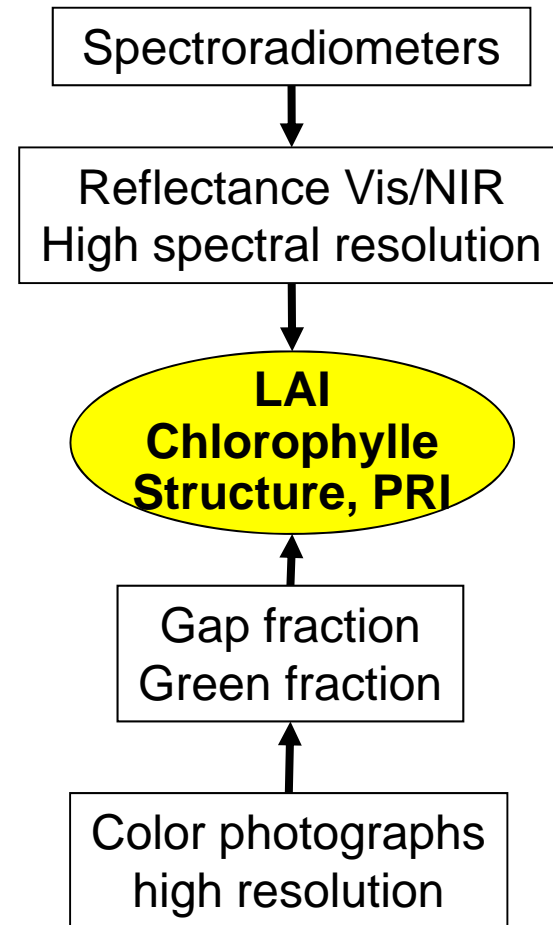 Spectroradiometers
Reflectance Vis/NIR
High spectral resolution
LAI
Chlorophylle
Structure, PRI
Gap fraction
Green fraction
Color photographs
high resolution